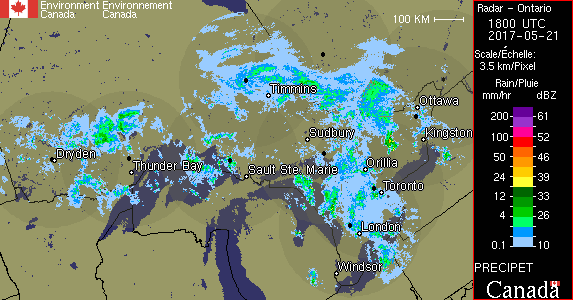 Environment Environnement
Canada Canada
100 KM
Timmins
Ottawa
Sudbury
Kingston
Dryden
Thunder Bay
Sault Ste. Marie
Orillia
Toronto
London
Windsor
Radar - Ontario
1800 UTC
2017-05-21
Scale/Échelle:
3.5 km/Pixel
Rain/Pluie
mm/hr dBZ
200 61
100 52
50 46
24 39
12 33
4 26
0.1 10
PRECIPET
Canada